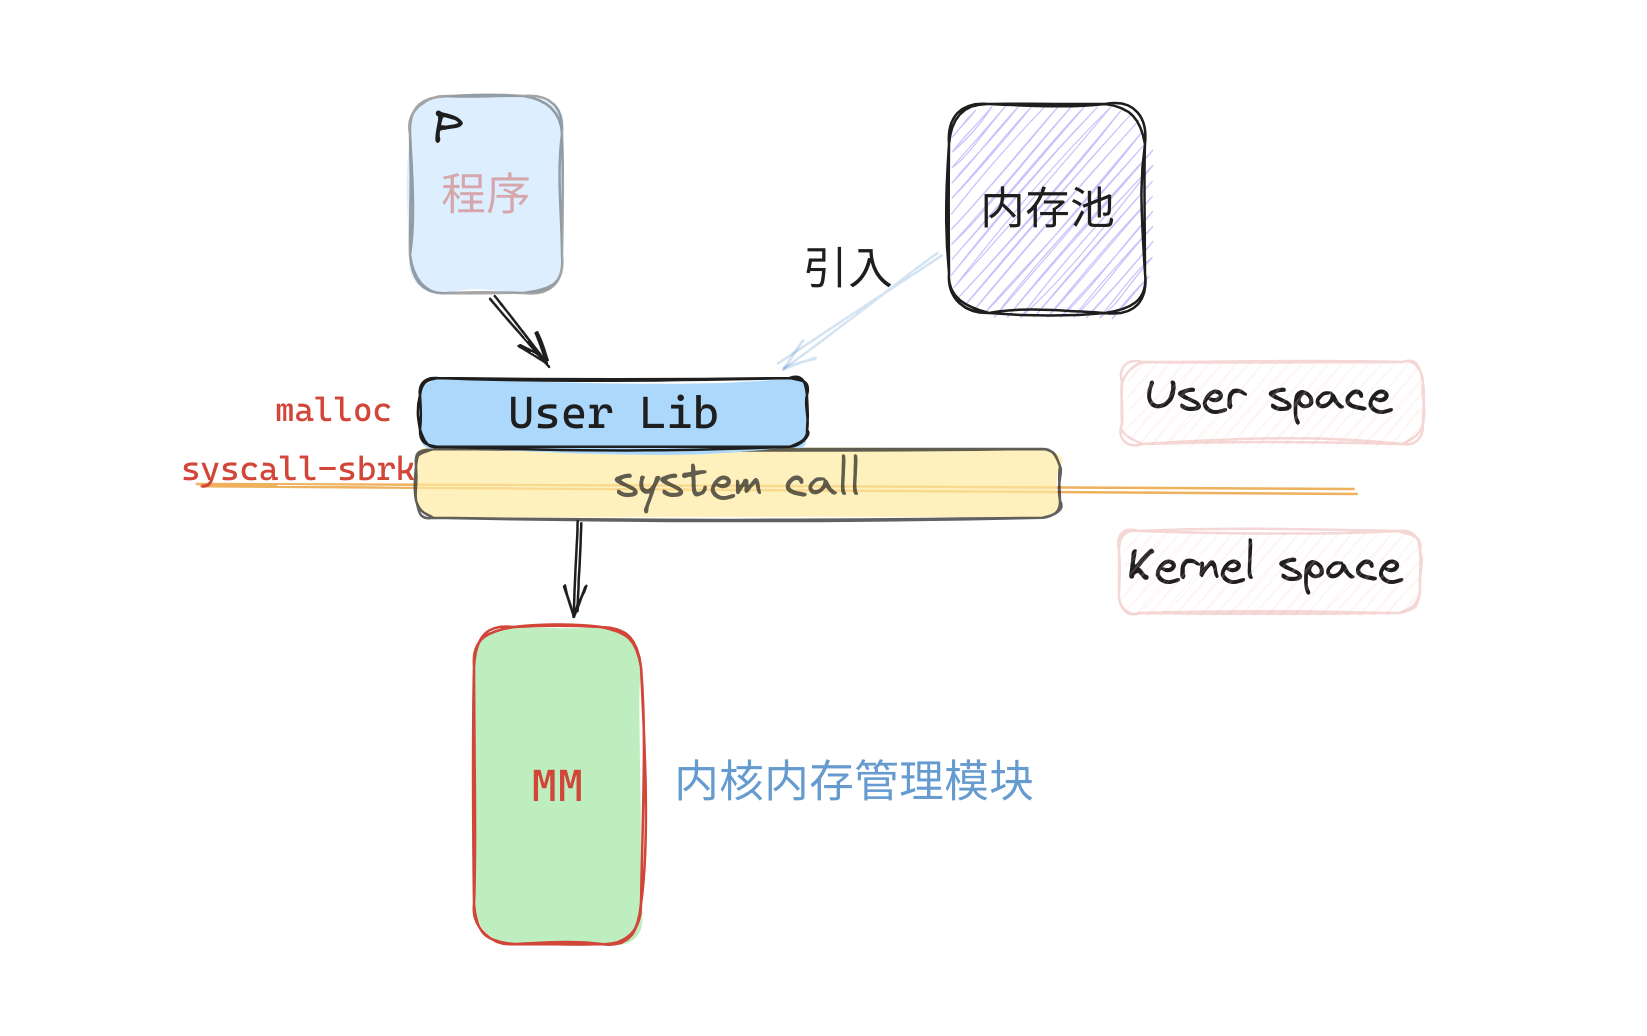 P
程序
内存池
引入
malloc
User Lib
User space
syscall-sbrk
system call
Kernel space
MM
内核内存管理模块